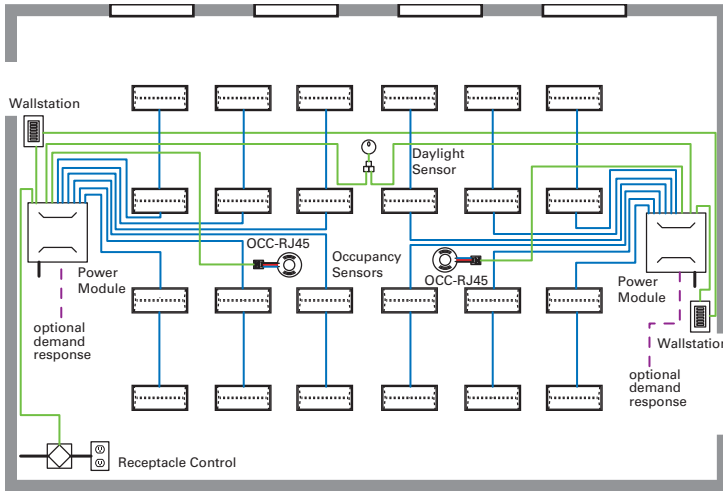 Wallstation
Daylight
Sensor
OCC-RJ45
Occupancy
Sensors
OCC-RJ45
Power
Module
optional
demand
response
Power
Module
Wallstation
optional
demand
response
Receptacle Control